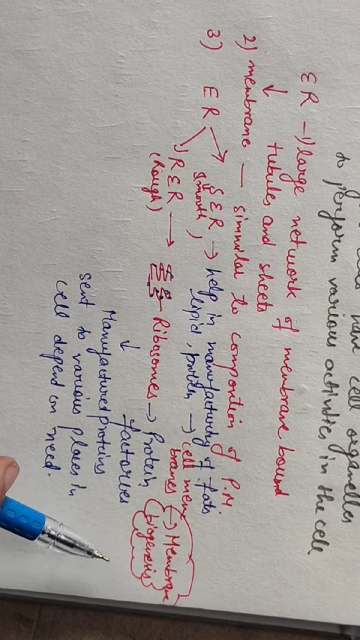 have cell organelles
to perform various activities in the cell
ER → 1) large network of membrane bound
↓ tubules and sheets
2) membrane — simmilar to composition of P.M.
3) ER
SER, → help in manufacturing of fats
(smooth) lipid, protein → cell mem
branes (→ Membrane
biogenesis)
RER → Ribosomes → Protein
(Rough) factories
↓
Manufactured proteins
sent to various places in
cell depend on
need.